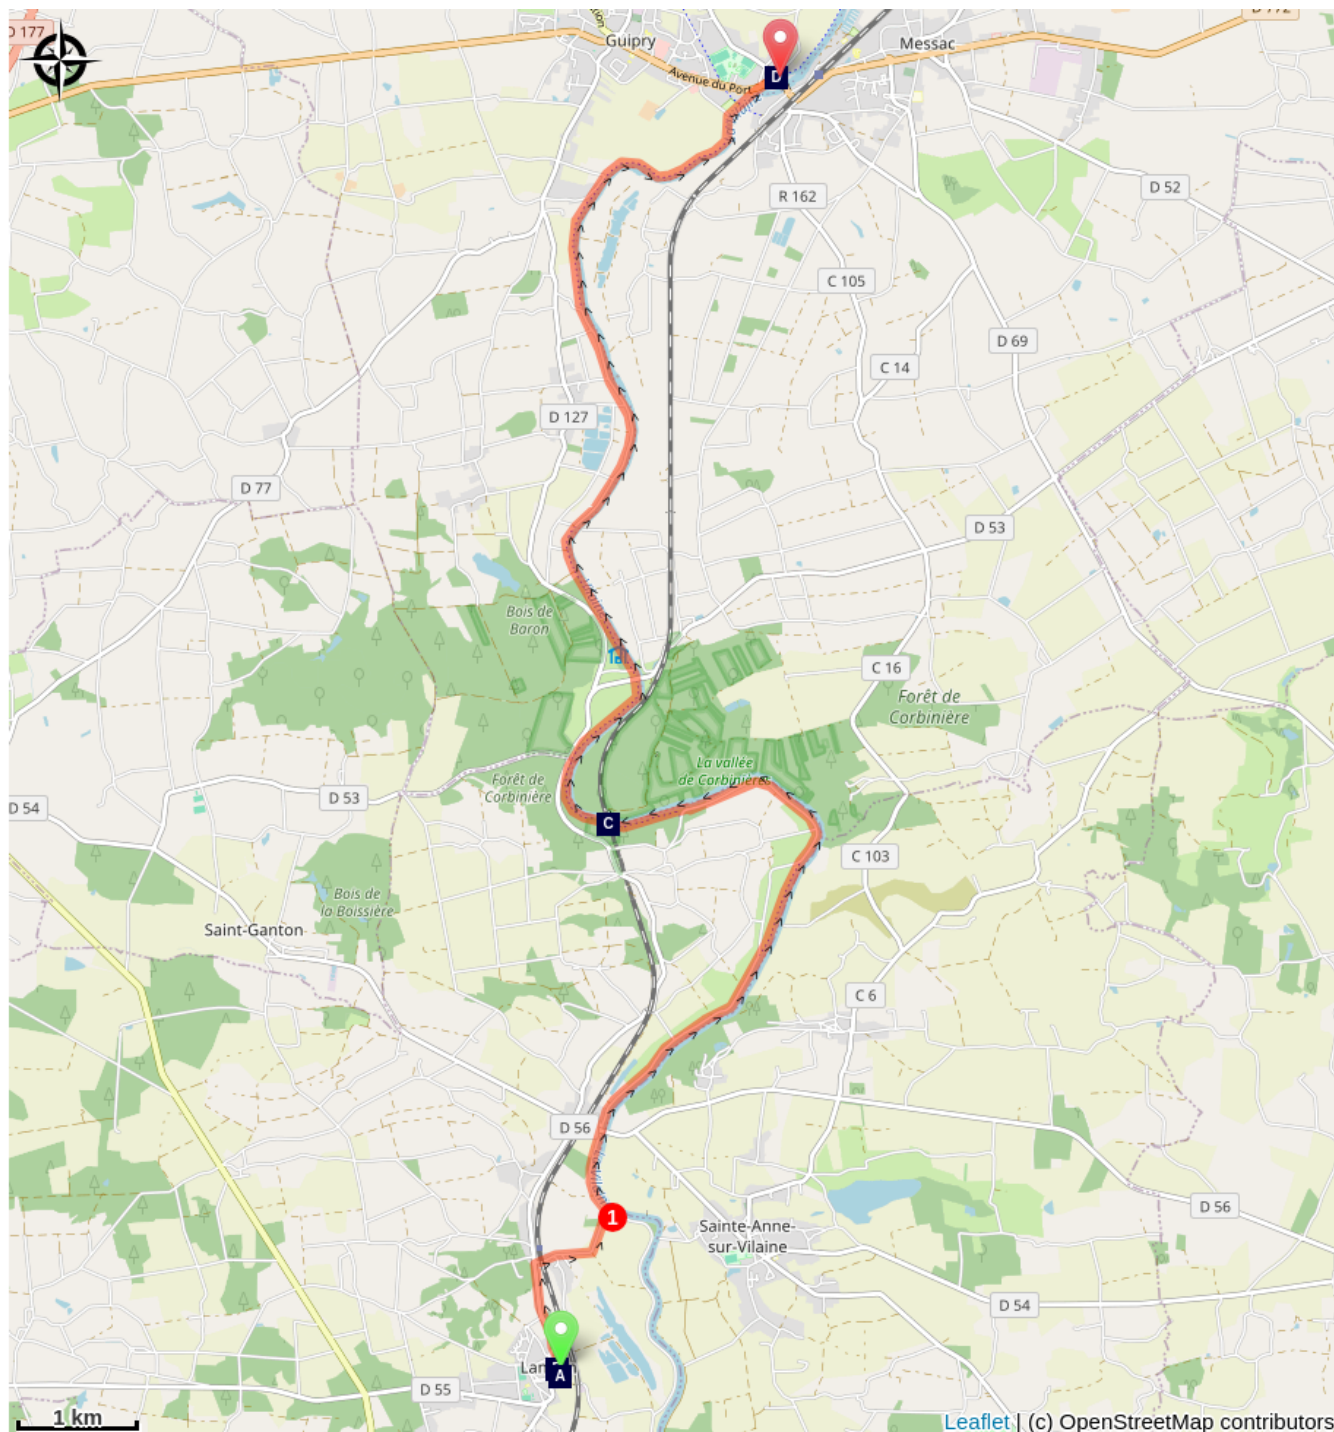 D 177
Guipry
Messac
D 772
Avenue du Port
D
D 52
R 162
C 105
D 69
C 14
D 127
D 77
D 53
Bois de
Baron
C 16
Forêt de
Corbinière
La vallée
de Corbinière
Forêt de
Corbinière
D 53
D 54
C
C 103
Bois de
la Boissière
Saint-Ganton
C 6
D 56
D 56
1
Sainte-Anne-
sur-Vilaine
D 54
A
D 55
1 km
Leaflet | (c) OpenStreetMap contributors